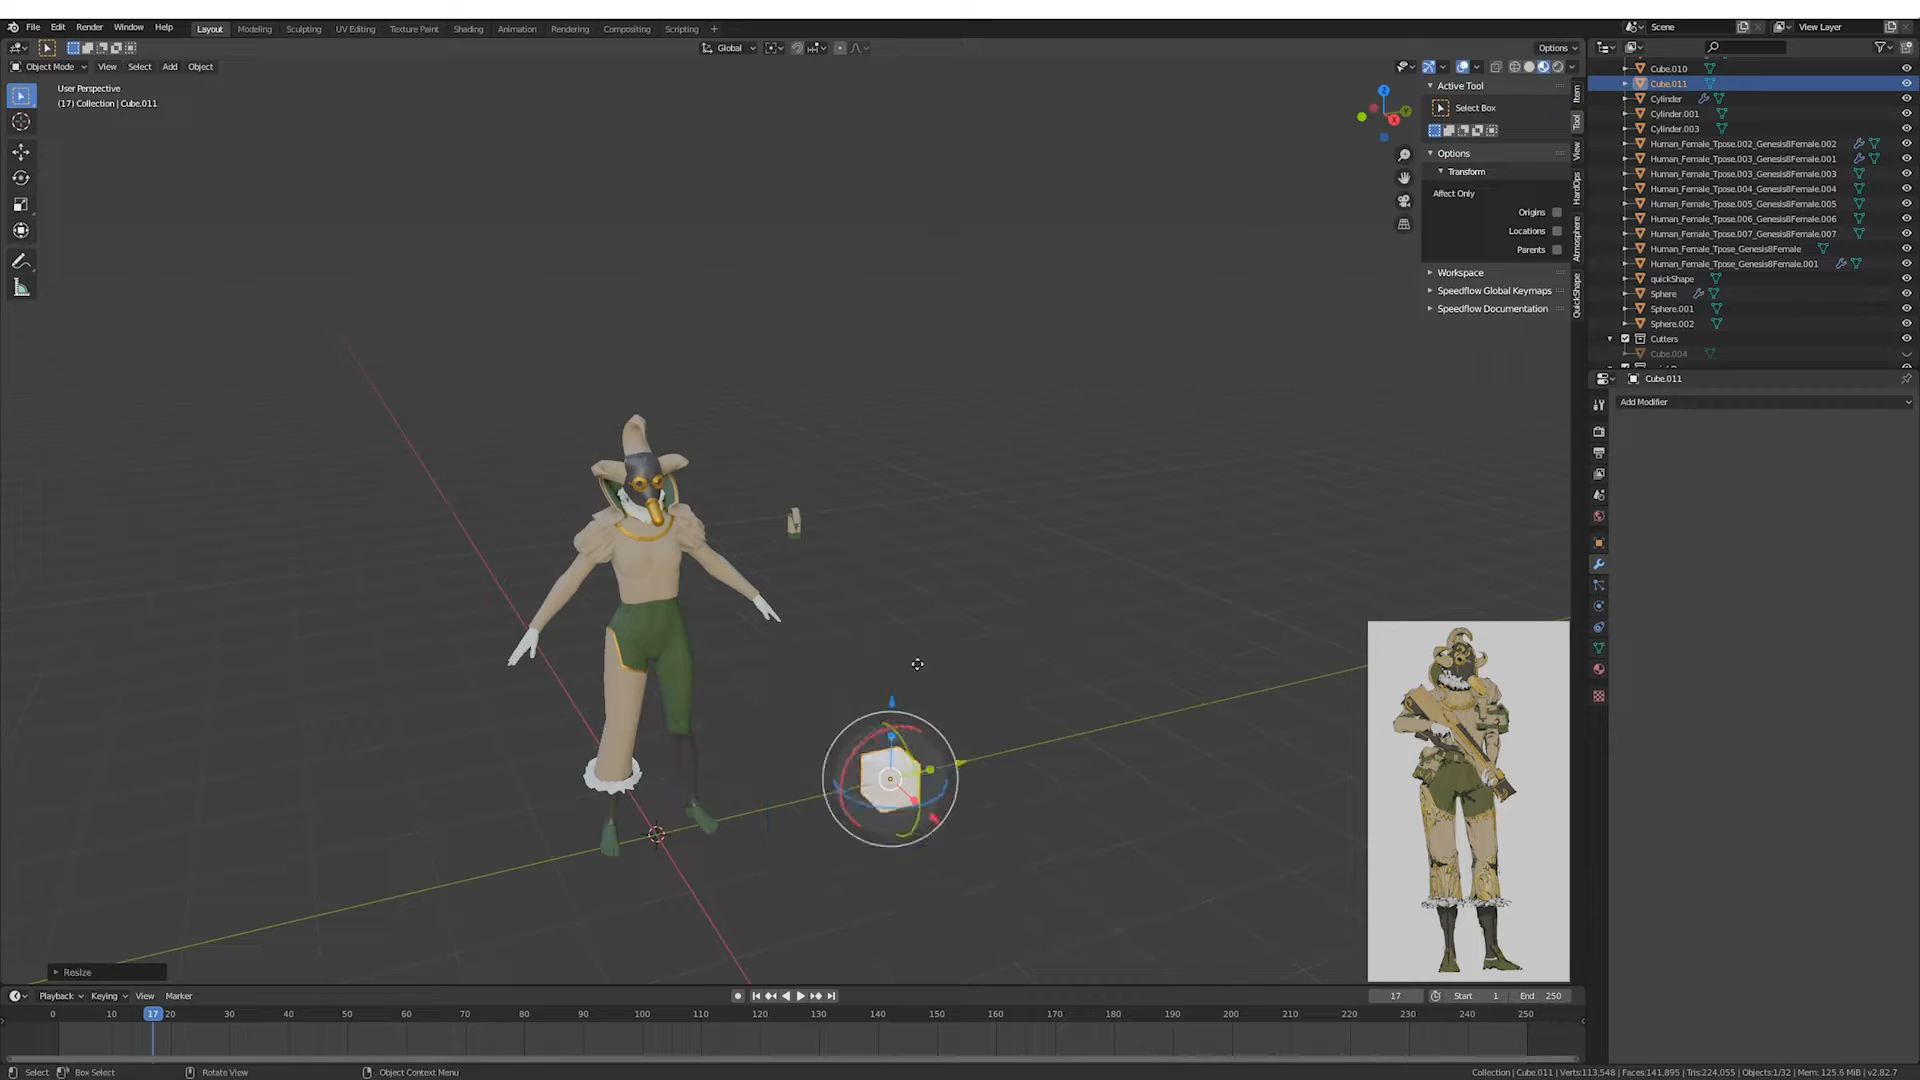 File Edit Render Window Help Layout Modeling Sculpting UV Editing Texture Paint Shading Animation Rendering Compositing Scripting + Scene View Layer
Global Options
Object Mode View Select Add Object
User Perspective
(17) Collection | Cube.011
Z
Y
X
Active Tool
Select Box
Options
Transform
Affect Only
Origins
Locations
Parents
Workspace
Speedflow Global Keymaps
Speedflow Documentation
Item
Tool
View
HardOps
Atmosphere
QuickShape
Cube.010
Cube.011
Cylinder
Cylinder.001
Cylinder.003
Human_Female_Tpose.002_Genesis8Female.002
Human_Female_Tpose.003_Genesis8Female.001
Human_Female_Tpose.003_Genesis8Female.003
Human_Female_Tpose.004_Genesis8Female.004
Human_Female_Tpose.005_Genesis8Female.005
Human_Female_Tpose.006_Genesis8Female.006
Human_Female_Tpose.007_Genesis8Female.007
Human_Female_Tpose_Genesis8Female
Human_Female_Tpose_Genesis8Female.001
quickShape
Sphere
Sphere.001
Sphere.002
Cutters
Cube.004
Cube.011
Add Modifier
Resize
Playback Keying View Marker 17 Start 1 End 250
0 10 17 20 30 40 50 60 70 80 90 100 110 120 130 140 150 160 170 180 190 200 210 220 230 240 250
Select Box Select Rotate View Object Context Menu Collection | Cube.011 | Verts:113,548 | Faces:141,895 | Tris:224,055 | Objects:1/32 | Mem: 125.6 MiB | v2.82.7